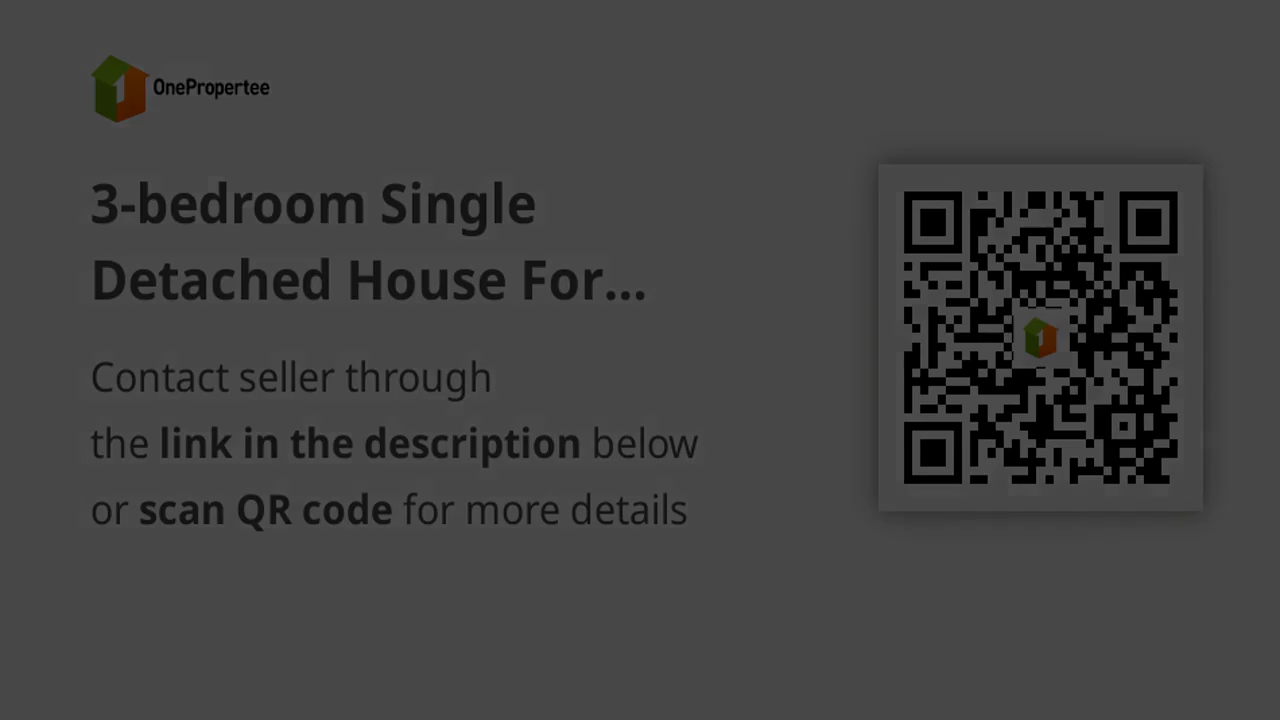 OnePropertee
3-bedroom Single
Detached House For...
Contact seller through
the link in the description below
or scan QR code for more details